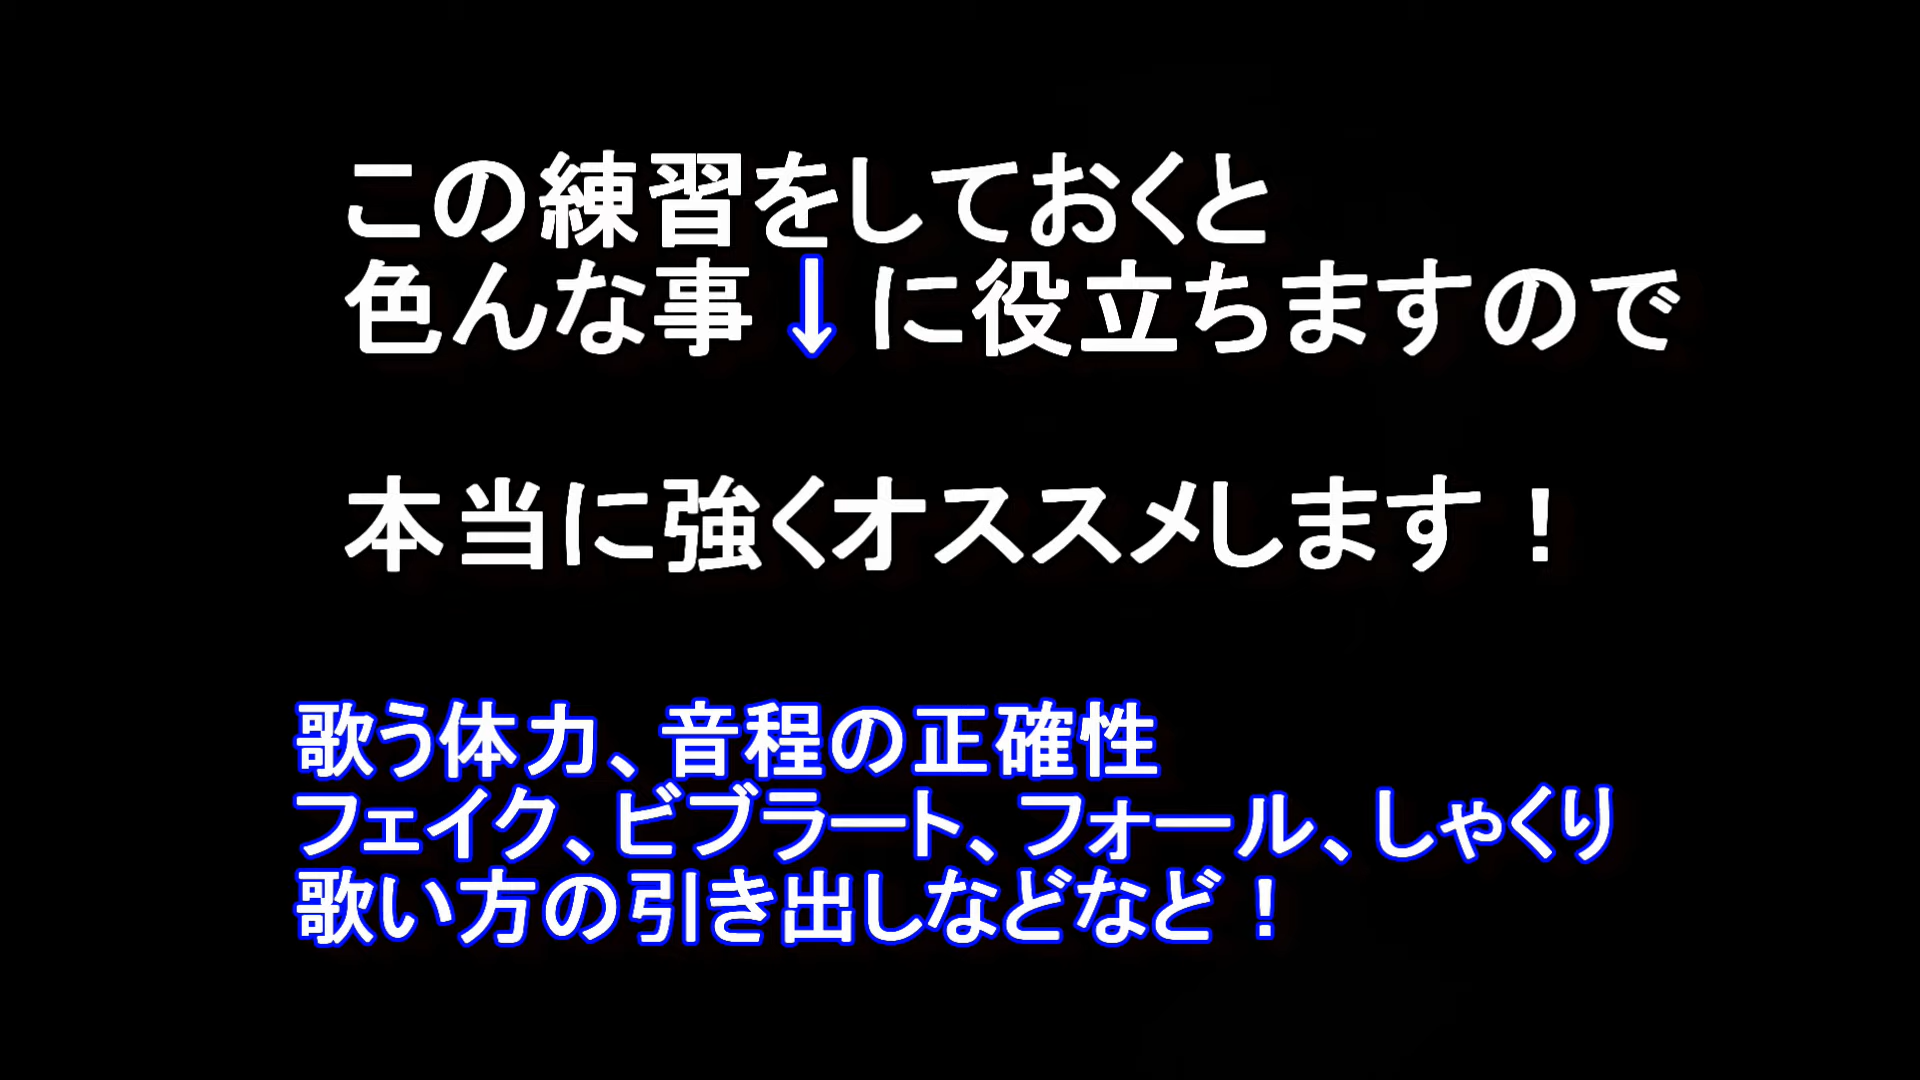 この練習をしておくと
色んな事↓に役立ちますので
本当に強くオススメします！
歌う体力、音程の正確性
フェイク、ビブラート、フォール、しゃくり
歌い方の引き出しなどなど！